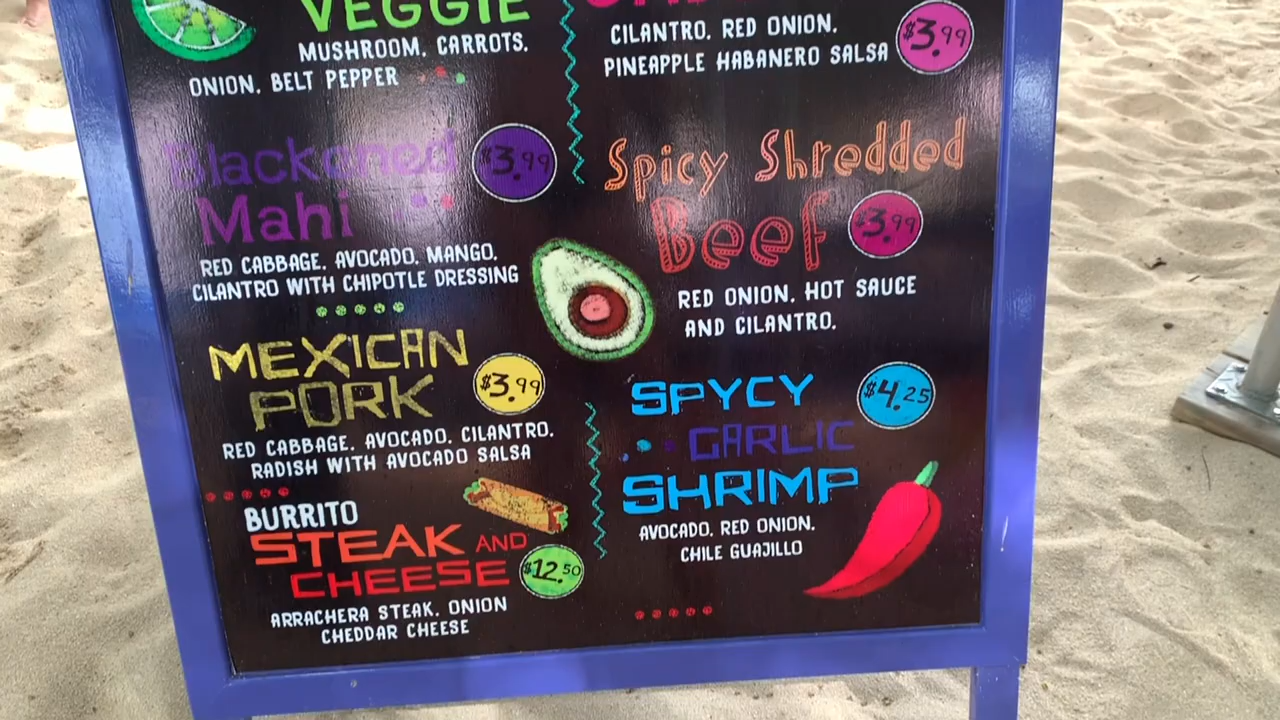 VEGGIE
MUSHROOM. CARROTS.
ONION. BELT PEPPER
Blackened
$3.99
Mahi
RED CABBAGE. AVOCADO. MANGO.
CILANTRO WITH CHIPOTLE DRESSING
MEXICAN
PORK
$3.99
RED CABBAGE. AVOCADO. CILANTRO.
RADISH WITH AVOCADO SALSA
BURRITO
STEAK AND
CHEESE
$12.50
ARRACHERA STEAK. ONION
CHEDDAR CHEESE
CILANTRO. RED ONION.
PINEAPPLE HABANERO SALSA
$3.99
Spicy Shredded
Beef
$3.99
RED ONION. HOT SAUCE
AND CILANTRO.
SPYCY
$4.25
GARLIC
SHRIMP
AVOCADO. RED ONION.
CHILE GUAJILLO